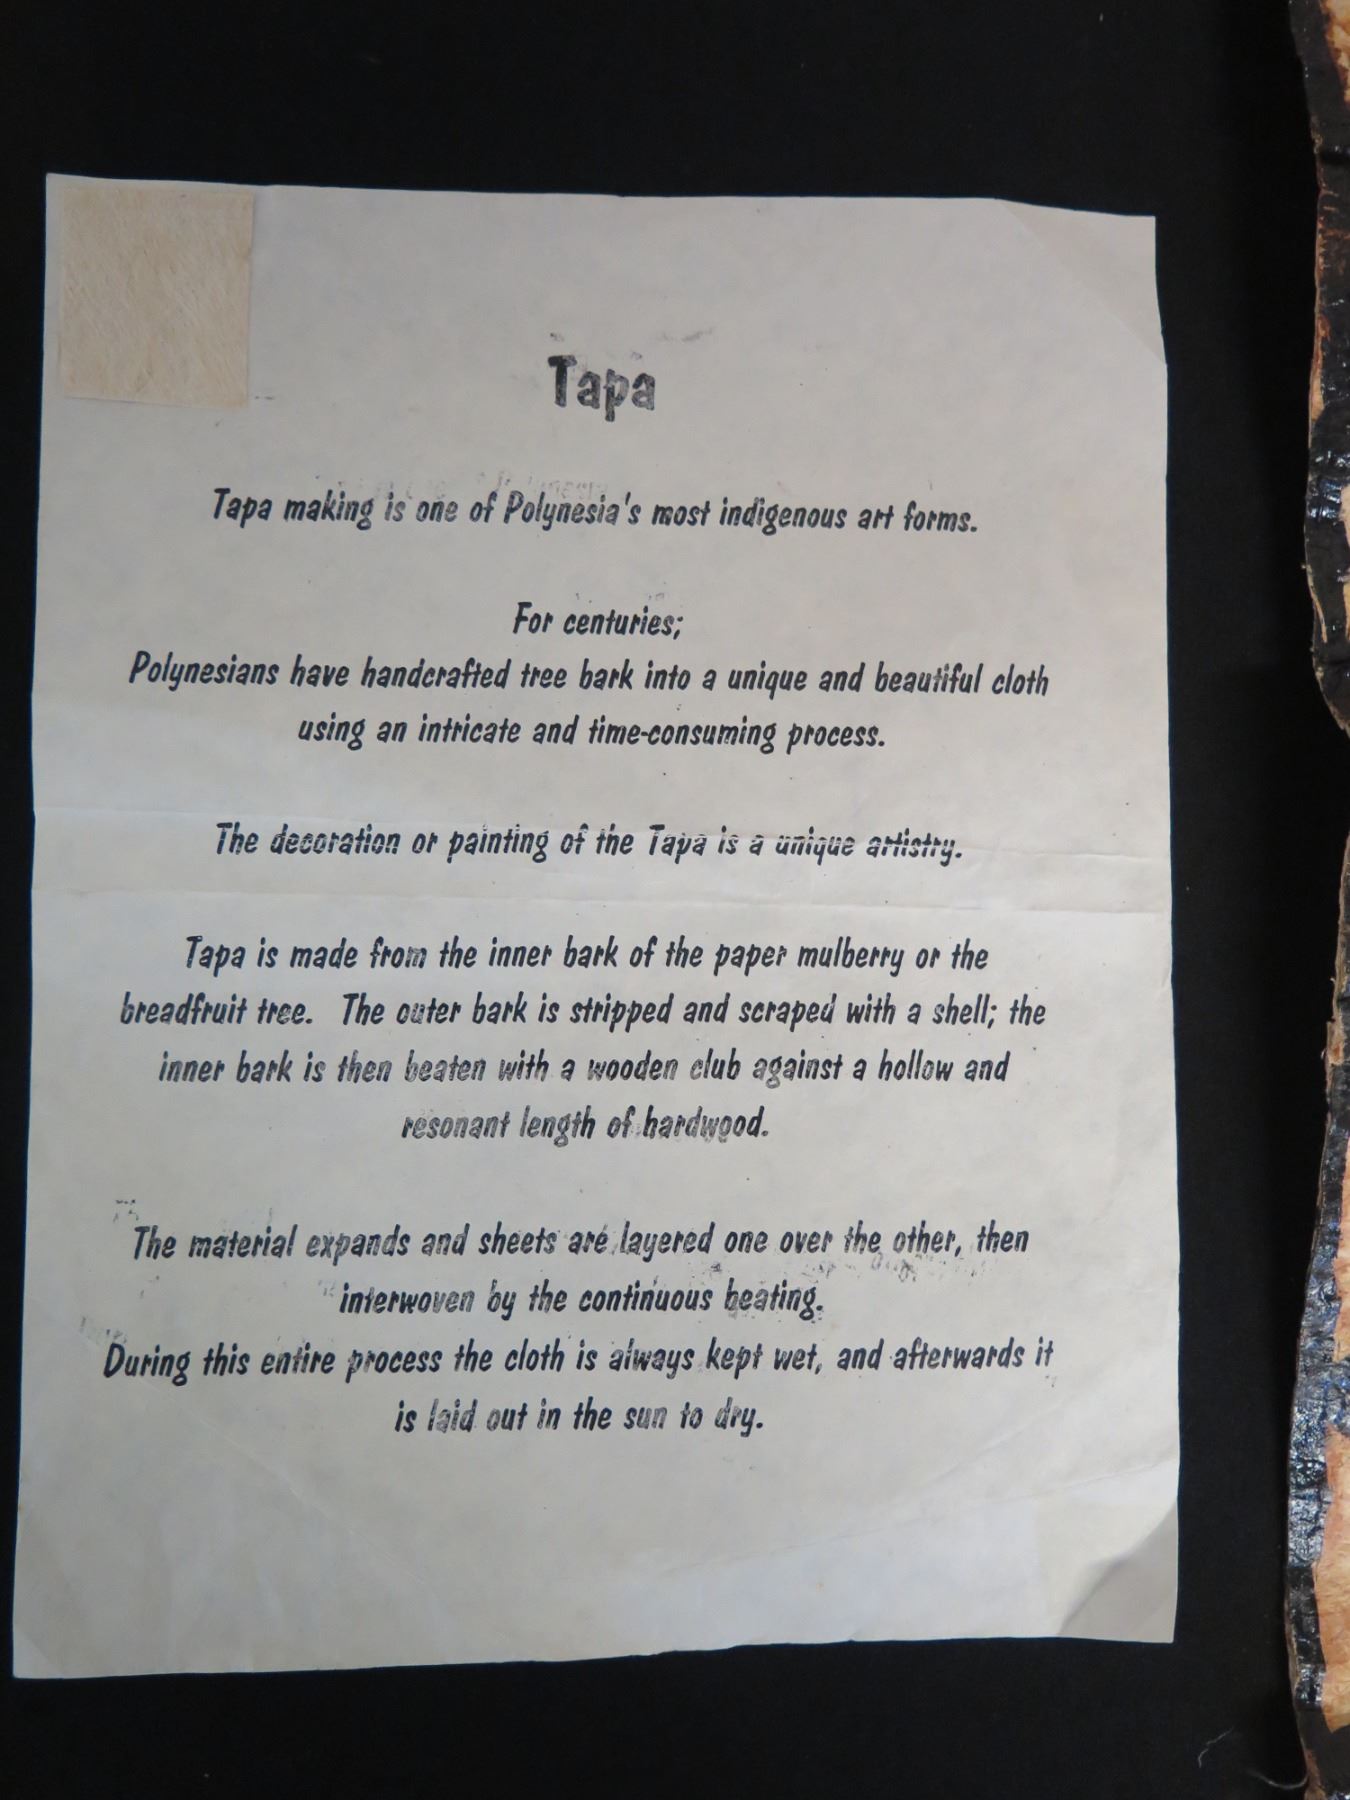 Tapa
Tapa making is one of Polynesia's most indigenous art forms.
For centuries;
Polynesians have handcrafted tree bark into a unique and beautiful cloth
using an intricate and time-consuming process.
The decoration or painting of the Tapa is a unique artistry.
Tapa is made from the inner bark of the paper mulberry or the
breadfruit tree. The outer bark is stripped and scraped with a shell; the
inner bark is then beaten with a wooden club against a hollow and
resonant length of hardwood.
The material expands and sheets are layered one over the other, then
interwoven by the continuous beating.
During this entire process the cloth is always kept wet, and afterwards it
is laid out in the sun to dry.